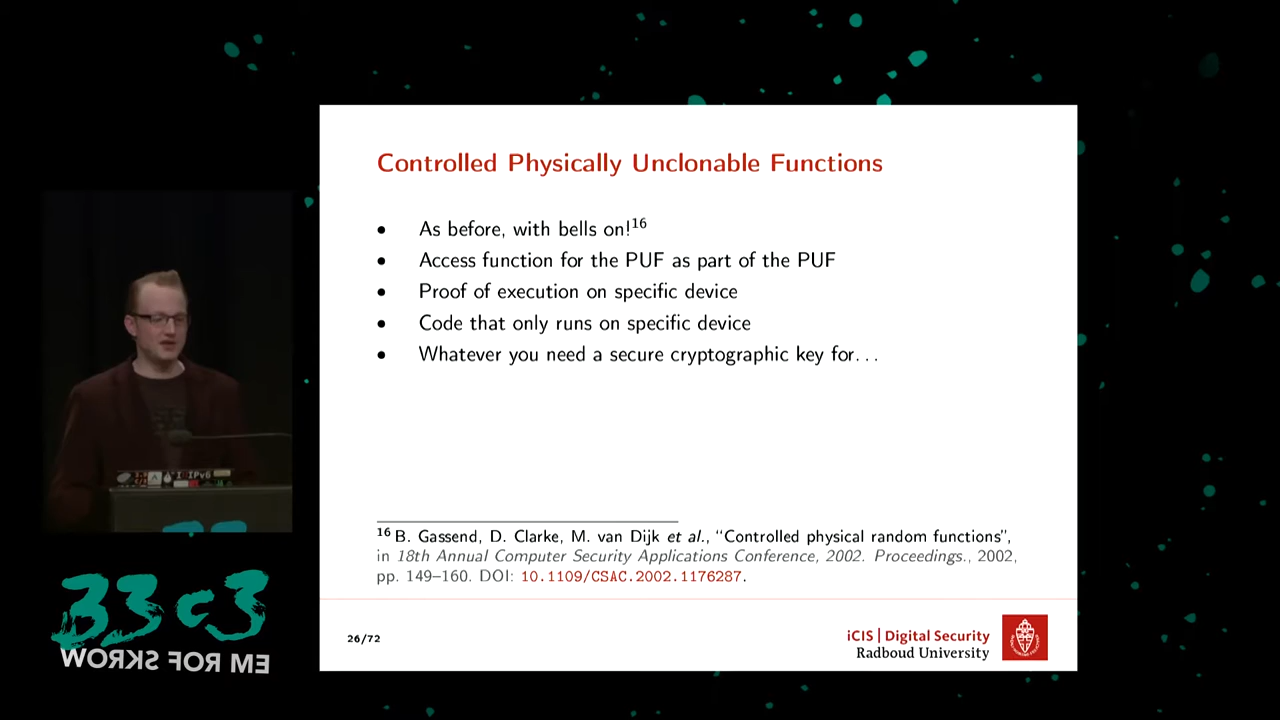 Controlled Physically Unclonable Functions
• As before, with bells on!16
• Access function for the PUF as part of the PUF
• Proof of execution on specific device
• Code that only runs on specific device
• Whatever you need a secure cryptographic key for...
16 B. Gassend, D. Clarke, M. van Dijk et al., “Controlled physical random functions”,
in 18th Annual Computer Security Applications Conference, 2002. Proceedings., 2002,
pp. 149–160. DOI: 10.1109/CSAC.2002.1176287.
26/72
iCIS | Digital Security
Radboud University
IPv6
33c3
WORKS FOR ME